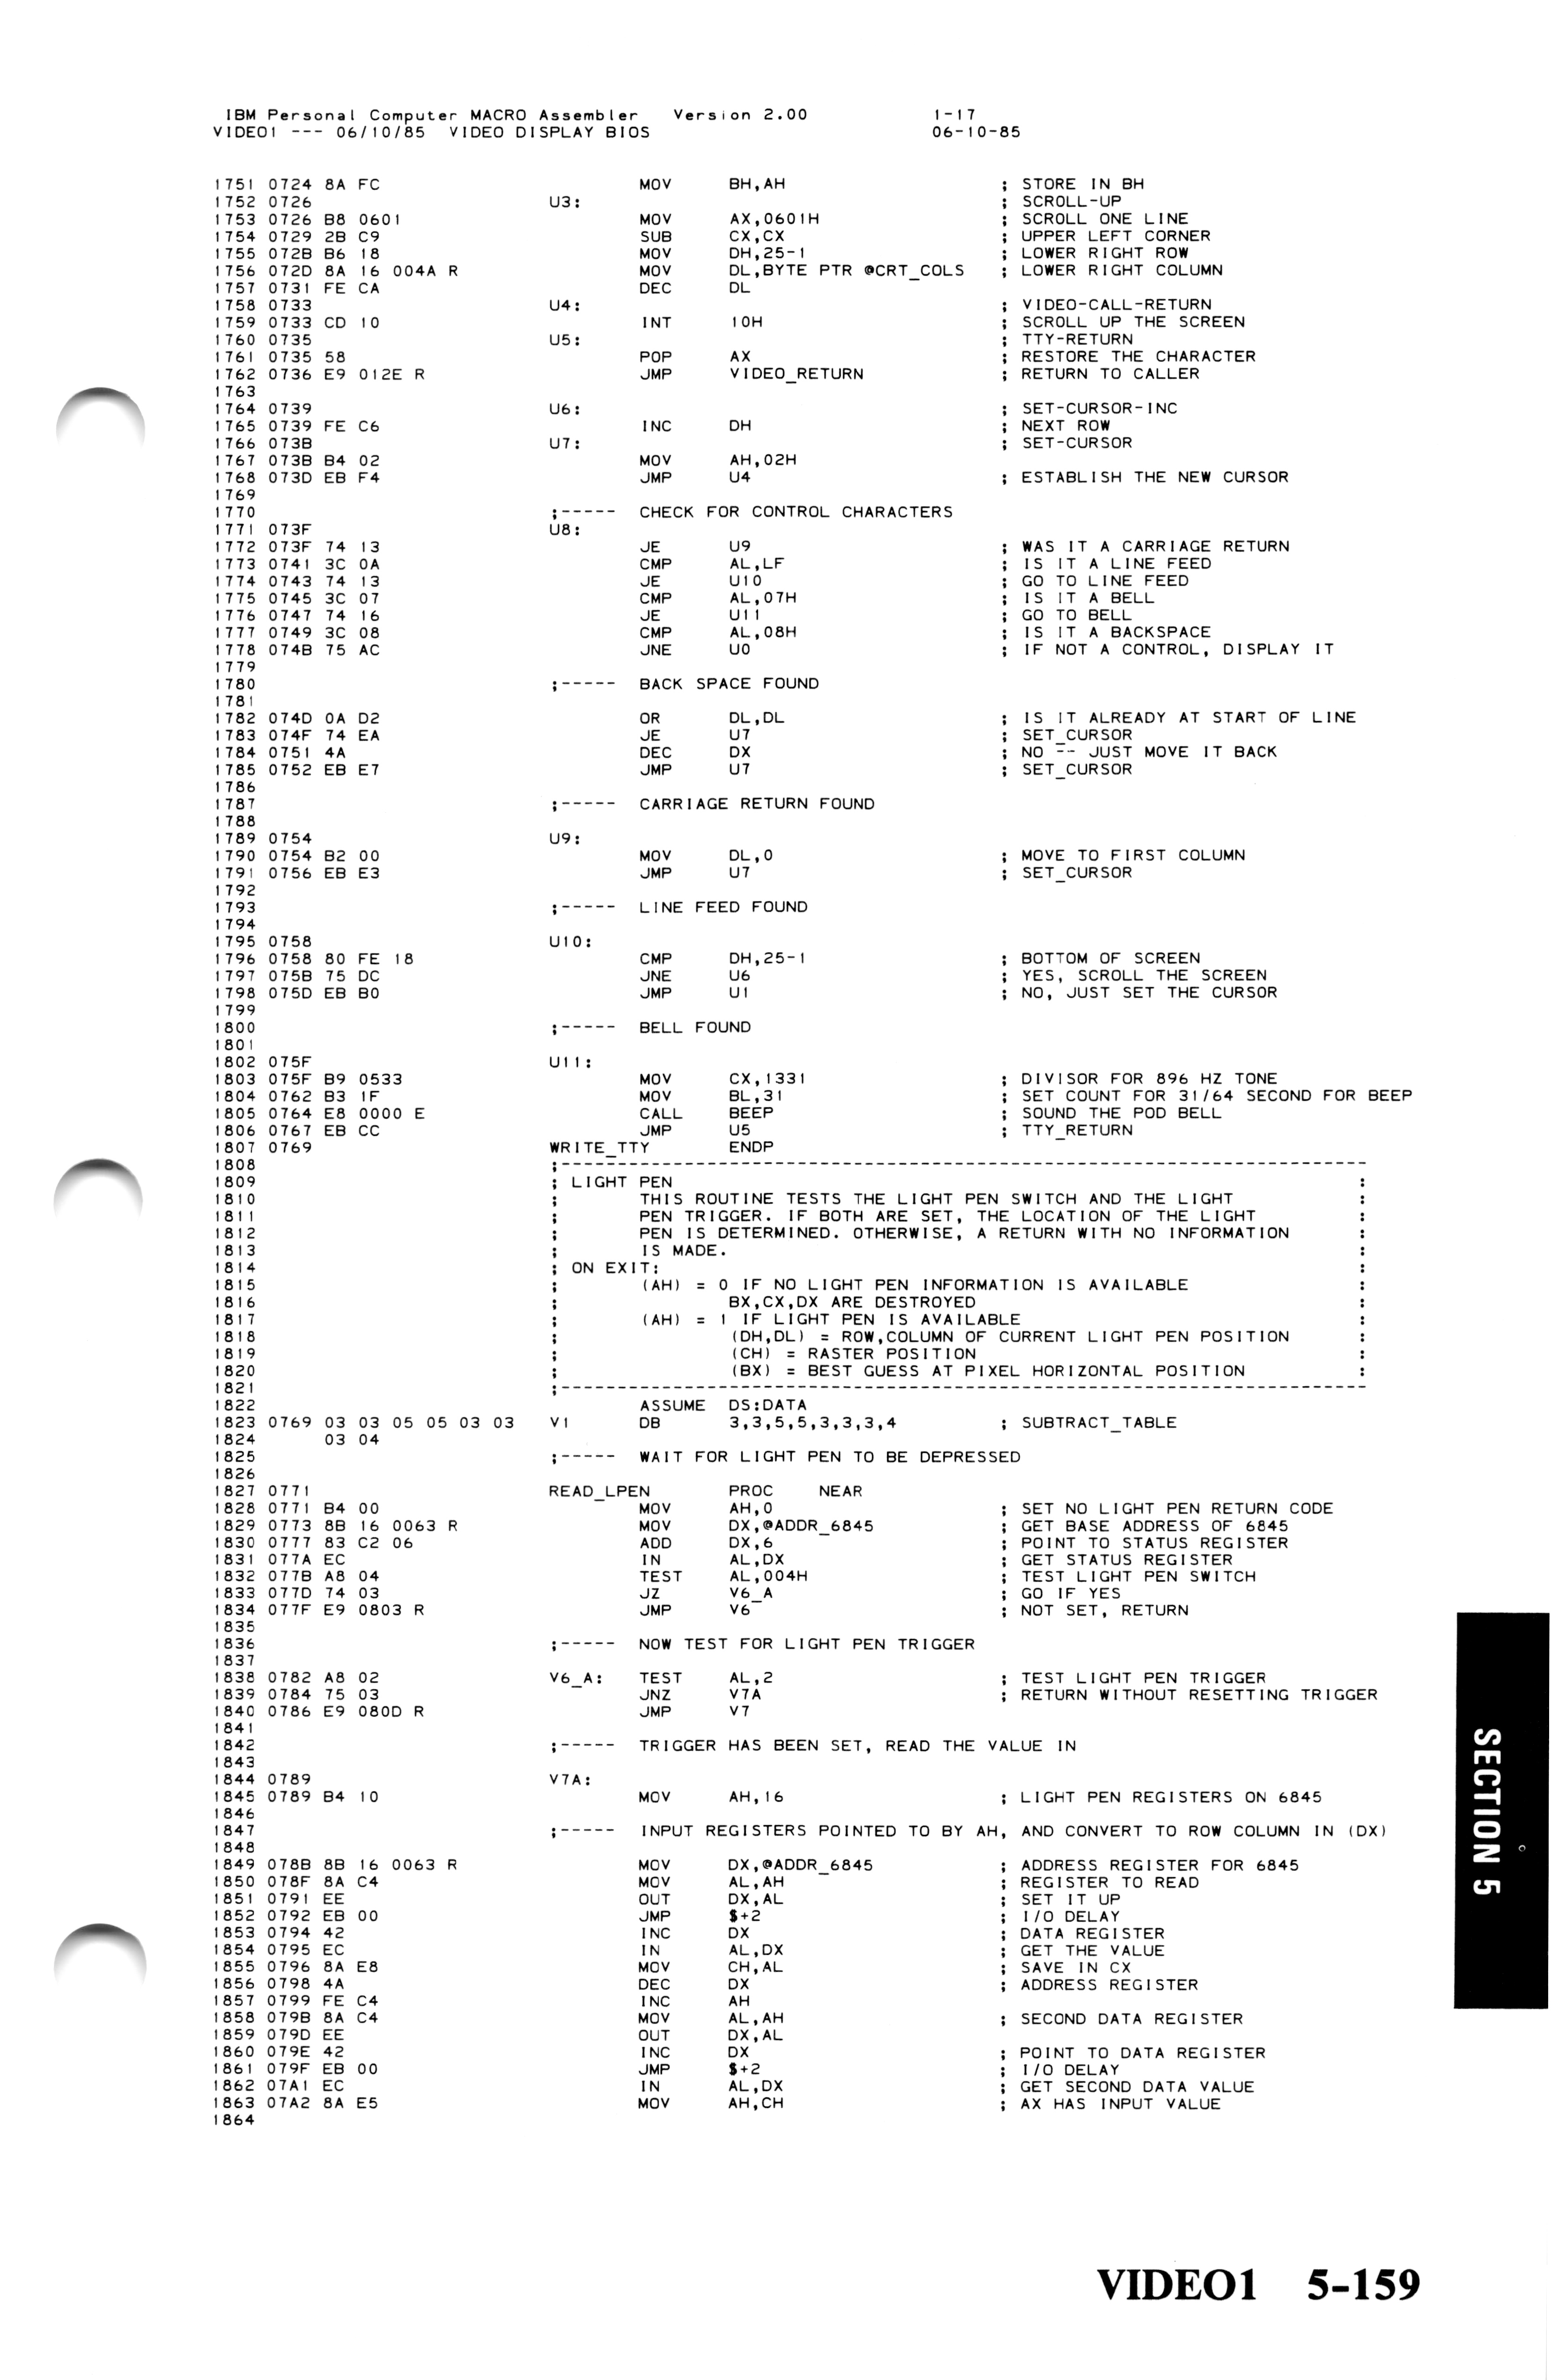 IBM Personal Computer MACRO Assembler   Version 2.00              1-17
VIDEO1 --- 06/10/85  VIDEO DISPLAY BIOS                           06-10-85
1751 0724 8A FC                 MOV     BH,AH                   ; STORE IN BH
1752 0726               U3:                                     ; SCROLL-UP
1753 0726 B8 0601               MOV     AX,0601H                ; SCROLL ONE LINE
1754 0729 2B C9                 SUB     CX,CX                   ; UPPER LEFT CORNER
1755 072B B6 18                 MOV     DH,25-1                 ; LOWER RIGHT ROW
1756 072D 8A 16 004A R          MOV     DL,BYTE PTR @CRT_COLS   ; LOWER RIGHT COLUMN
1757 0731 FE CA                 DEC     DL
1758 0733               U4:                                     ; VIDEO-CALL-RETURN
1759 0733 CD 10                 INT     10H                     ; SCROLL UP THE SCREEN
1760 0735               U5:                                     ; TTY-RETURN
1761 0735 58                    POP     AX                      ; RESTORE THE CHARACTER
1762 0736 E9 012E R             JMP     VIDEO_RETURN            ; RETURN TO CALLER
1763
1764 0739               U6:                                     ; SET-CURSOR-INC
1765 0739 FE C6                 INC     DH                      ; NEXT ROW
1766 073B               U7:                                     ; SET-CURSOR
1767 073B B4 02                 MOV     AH,02H
1768 073D EB F4                 JMP     U4                      ; ESTABLISH THE NEW CURSOR
1769
1770                    ;-----  CHECK FOR CONTROL CHARACTERS
1771 073F               U8:
1772 073F 74 13                 JE      U9                      ; WAS IT A CARRIAGE RETURN
1773 0741 3C 0A                 CMP     AL,LF                   ; IS IT A LINE FEED
1774 0743 74 13                 JE      U10                     ; GO TO LINE FEED
1775 0745 3C 07                 CMP     AL,07H                  ; IS IT A BELL
1776 0747 74 16                 JE      U11                     ; GO TO BELL
1777 0749 3C 08                 CMP     AL,08H                  ; IS IT A BACKSPACE
1778 074B 75 AC                 JNE     U0                      ; IF NOT A CONTROL, DISPLAY IT
1779
1780                    ;-----  BACK SPACE FOUND
1781
1782 074D 0A D2                 OR      DL,DL                   ; IS IT ALREADY AT START OF LINE
1783 074F 74 EA                 JE      U7                      ; SET_CURSOR
1784 0751 4A                    DEC     DX                      ; NO -- JUST MOVE IT BACK
1785 0752 EB E7                 JMP     U7                      ; SET_CURSOR
1786
1787                    ;-----  CARRIAGE RETURN FOUND
1788
1789 0754               U9:
1790 0754 B2 00                 MOV     DL,0                    ; MOVE TO FIRST COLUMN
1791 0756 EB E3                 JMP     U7                      ; SET_CURSOR
1792
1793                    ;-----  LINE FEED FOUND
1794
1795 0758               U10:
1796 0758 80 FE 18              CMP     DH,25-1                 ; BOTTOM OF SCREEN
1797 075B 75 DC                 JNE     U6                      ; YES, SCROLL THE SCREEN
1798 075D EB B0                 JMP     U1                      ; NO, JUST SET THE CURSOR
1799
1800                    ;-----  BELL FOUND
1801
1802 075F               U11:
1803 075F B9 0533               MOV     CX,1331                 ; DIVISOR FOR 896 HZ TONE
1804 0762 B3 1F                 MOV     BL,31                   ; SET COUNT FOR 31/64 SECOND FOR BEEP
1805 0764 E8 0000 E             CALL    BEEP                    ; SOUND THE POD BELL
1806 0767 EB CC                 JMP     U5                      ; TTY_RETURN
1807 0769               WRITE_TTY       ENDP
1808                    ;------------------------------------------------------------------------
1809                    ; LIGHT PEN                                                             :
1810                    ;       THIS ROUTINE TESTS THE LIGHT PEN SWITCH AND THE LIGHT           :
1811                    ;       PEN TRIGGER. IF BOTH ARE SET, THE LOCATION OF THE LIGHT         :
1812                    ;       PEN IS DETERMINED. OTHERWISE, A RETURN WITH NO INFORMATION      :
1813                    ;       IS MADE.                                                        :
1814                    ; ON EXIT:                                                              :
1815                    ;       (AH) = 0 IF NO LIGHT PEN INFORMATION IS AVAILABLE               :
1816                    ;               BX,CX,DX ARE DESTROYED                                  :
1817                    ;       (AH) = 1 IF LIGHT PEN IS AVAILABLE                              :
1818                    ;               (DH,DL) = ROW,COLUMN OF CURRENT LIGHT PEN POSITION      :
1819                    ;               (CH) = RASTER POSITION                                  :
1820                    ;               (BX) = BEST GUESS AT PIXEL HORIZONTAL POSITION          :
1821                    ;------------------------------------------------------------------------
1822                            ASSUME  DS:DATA
1823 0769 03 03 05 05 03 03     V1      DB      3,3,5,5,3,3,3,4         ; SUBTRACT_TABLE
1824      03 04
1825                    ;-----  WAIT FOR LIGHT PEN TO BE DEPRESSED
1826
1827 0771               READ_LPEN       PROC    NEAR
1828 0771 B4 00                 MOV     AH,0                    ; SET NO LIGHT PEN RETURN CODE
1829 0773 8B 16 0063 R          MOV     DX,@ADDR_6845           ; GET BASE ADDRESS OF 6845
1830 0777 83 C2 06              ADD     DX,6                    ; POINT TO STATUS REGISTER
1831 077A EC                    IN      AL,DX                   ; GET STATUS REGISTER
1832 077B A8 04                 TEST    AL,004H                 ; TEST LIGHT PEN SWITCH
1833 077D 74 03                 JZ      V6_A                    ; GO IF YES
1834 077F E9 0803 R             JMP     V6                      ; NOT SET, RETURN
1835
1836                    ;-----  NOW TEST FOR LIGHT PEN TRIGGER
1837
1838 0782 A8 02         V6_A:   TEST    AL,2                    ; TEST LIGHT PEN TRIGGER
1839 0784 75 03                 JNZ     V7A                     ; RETURN WITHOUT RESETTING TRIGGER
1840 0786 E9 080D R             JMP     V7
1841
1842                    ;-----  TRIGGER HAS BEEN SET, READ THE VALUE IN
1843
1844 0789               V7A:
1845 0789 B4 10                 MOV     AH,16                   ; LIGHT PEN REGISTERS ON 6845
1846
1847                    ;-----  INPUT REGISTERS POINTED TO BY AH, AND CONVERT TO ROW COLUMN IN (DX)
1848
1849 078B 8B 16 0063 R          MOV     DX,@ADDR_6845           ; ADDRESS REGISTER FOR 6845
1850 078F 8A C4                 MOV     AL,AH                   ; REGISTER TO READ
1851 0791 EE                    OUT     DX,AL                   ; SET IT UP
1852 0792 EB 00                 JMP     $+2                     ; I/O DELAY
1853 0794 42                    INC     DX                      ; DATA REGISTER
1854 0795 EC                    IN      AL,DX                   ; GET THE VALUE
1855 0796 8A E8                 MOV     CH,AL                   ; SAVE IN CX
1856 0798 4A                    DEC     DX                      ; ADDRESS REGISTER
1857 0799 FE C4                 INC     AH
1858 079B 8A C4                 MOV     AL,AH                   ; SECOND DATA REGISTER
1859 079D EE                    OUT     DX,AL
1860 079E 42                    INC     DX                      ; POINT TO DATA REGISTER
1861 079F EB 00                 JMP     $+2                     ; I/O DELAY
1862 07A1 EC                    IN      AL,DX                   ; GET SECOND DATA VALUE
1863 07A2 8A E5                 MOV     AH,CH                   ; AX HAS INPUT VALUE
1864
SECTION 5
VIDEO1   5-159